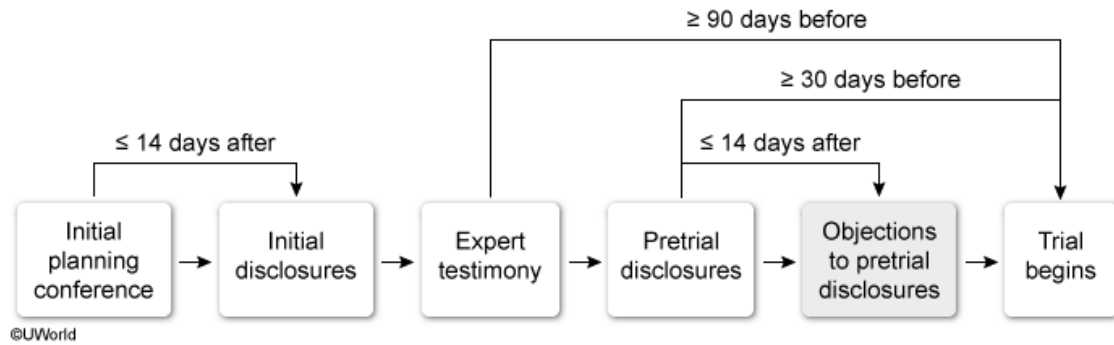 ≥ 90 days before
≥ 30 days before
≤ 14 days after
≤ 14 days after
Initial
planning
conference
Initial
disclosures
Expert
testimony
Pretrial
disclosures
Objections
to pretrial
disclosures
Trial
begins
©UWorld